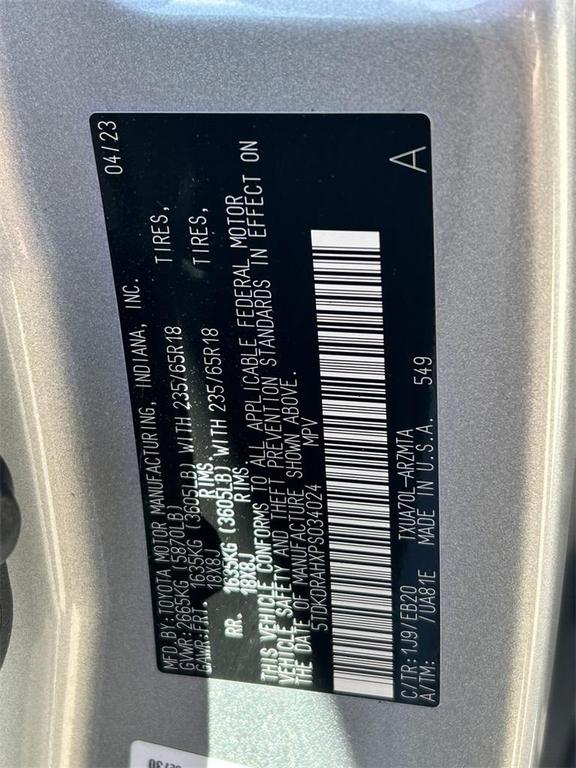 MFD.BY:TOYOTA MOTOR MANUFACTURING, INDIANA, INC. 04/23
GVWR:2665KG(5870LB)
GAWR:FR. 1635KG (3605LB) WITH 235/65R18 TIRES,
18X8J RIMS,
RR. 1635KG (3605LB) WITH 235/65R18 TIRES,
18X8J RIMS
THIS VEHICLE CONFORMS TO ALL APPLICABLE FEDERAL MOTOR
VEHICLE SAFETY AND THEFT PREVENTION STANDARDS IN EFFECT ON
THE DATE OF MANUFACTURE SHOWN ABOVE.
5TDKDRAHXPS034024 MPV
C/TR:1J9/EB20 TXUA70L-ARZMTA A
A/TM: /UA81E MADE IN U.S.A. 549